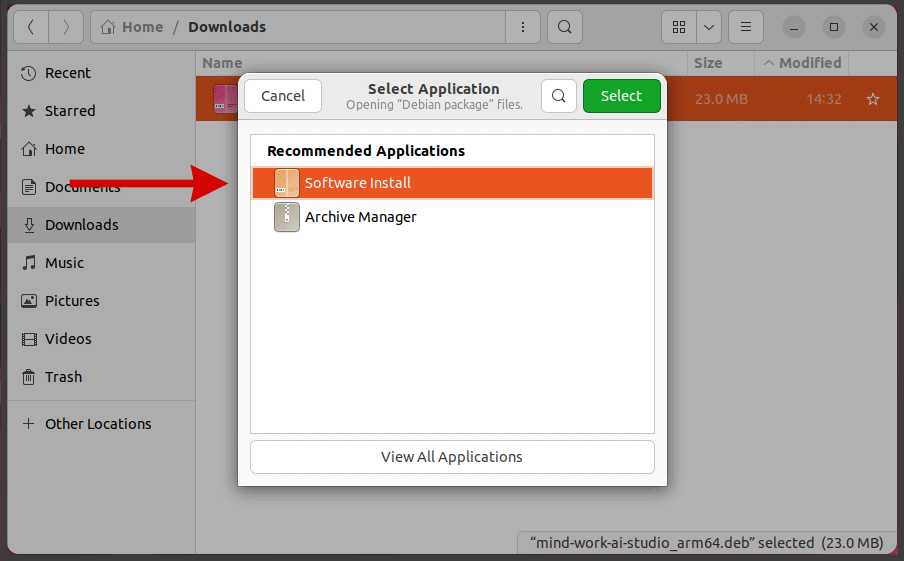 Home / Downloads
Name Size Modified
23.0 MB 14:32
Recent
Starred
Home
Documents
Downloads
Music
Pictures
Videos
Trash
Other Locations
Cancel
Select Application
Opening “Debian package” files.
Select
Recommended Applications
Software Install
Archive Manager
View All Applications
“mind-work-ai-studio_arm64.deb” selected (23.0 MB)